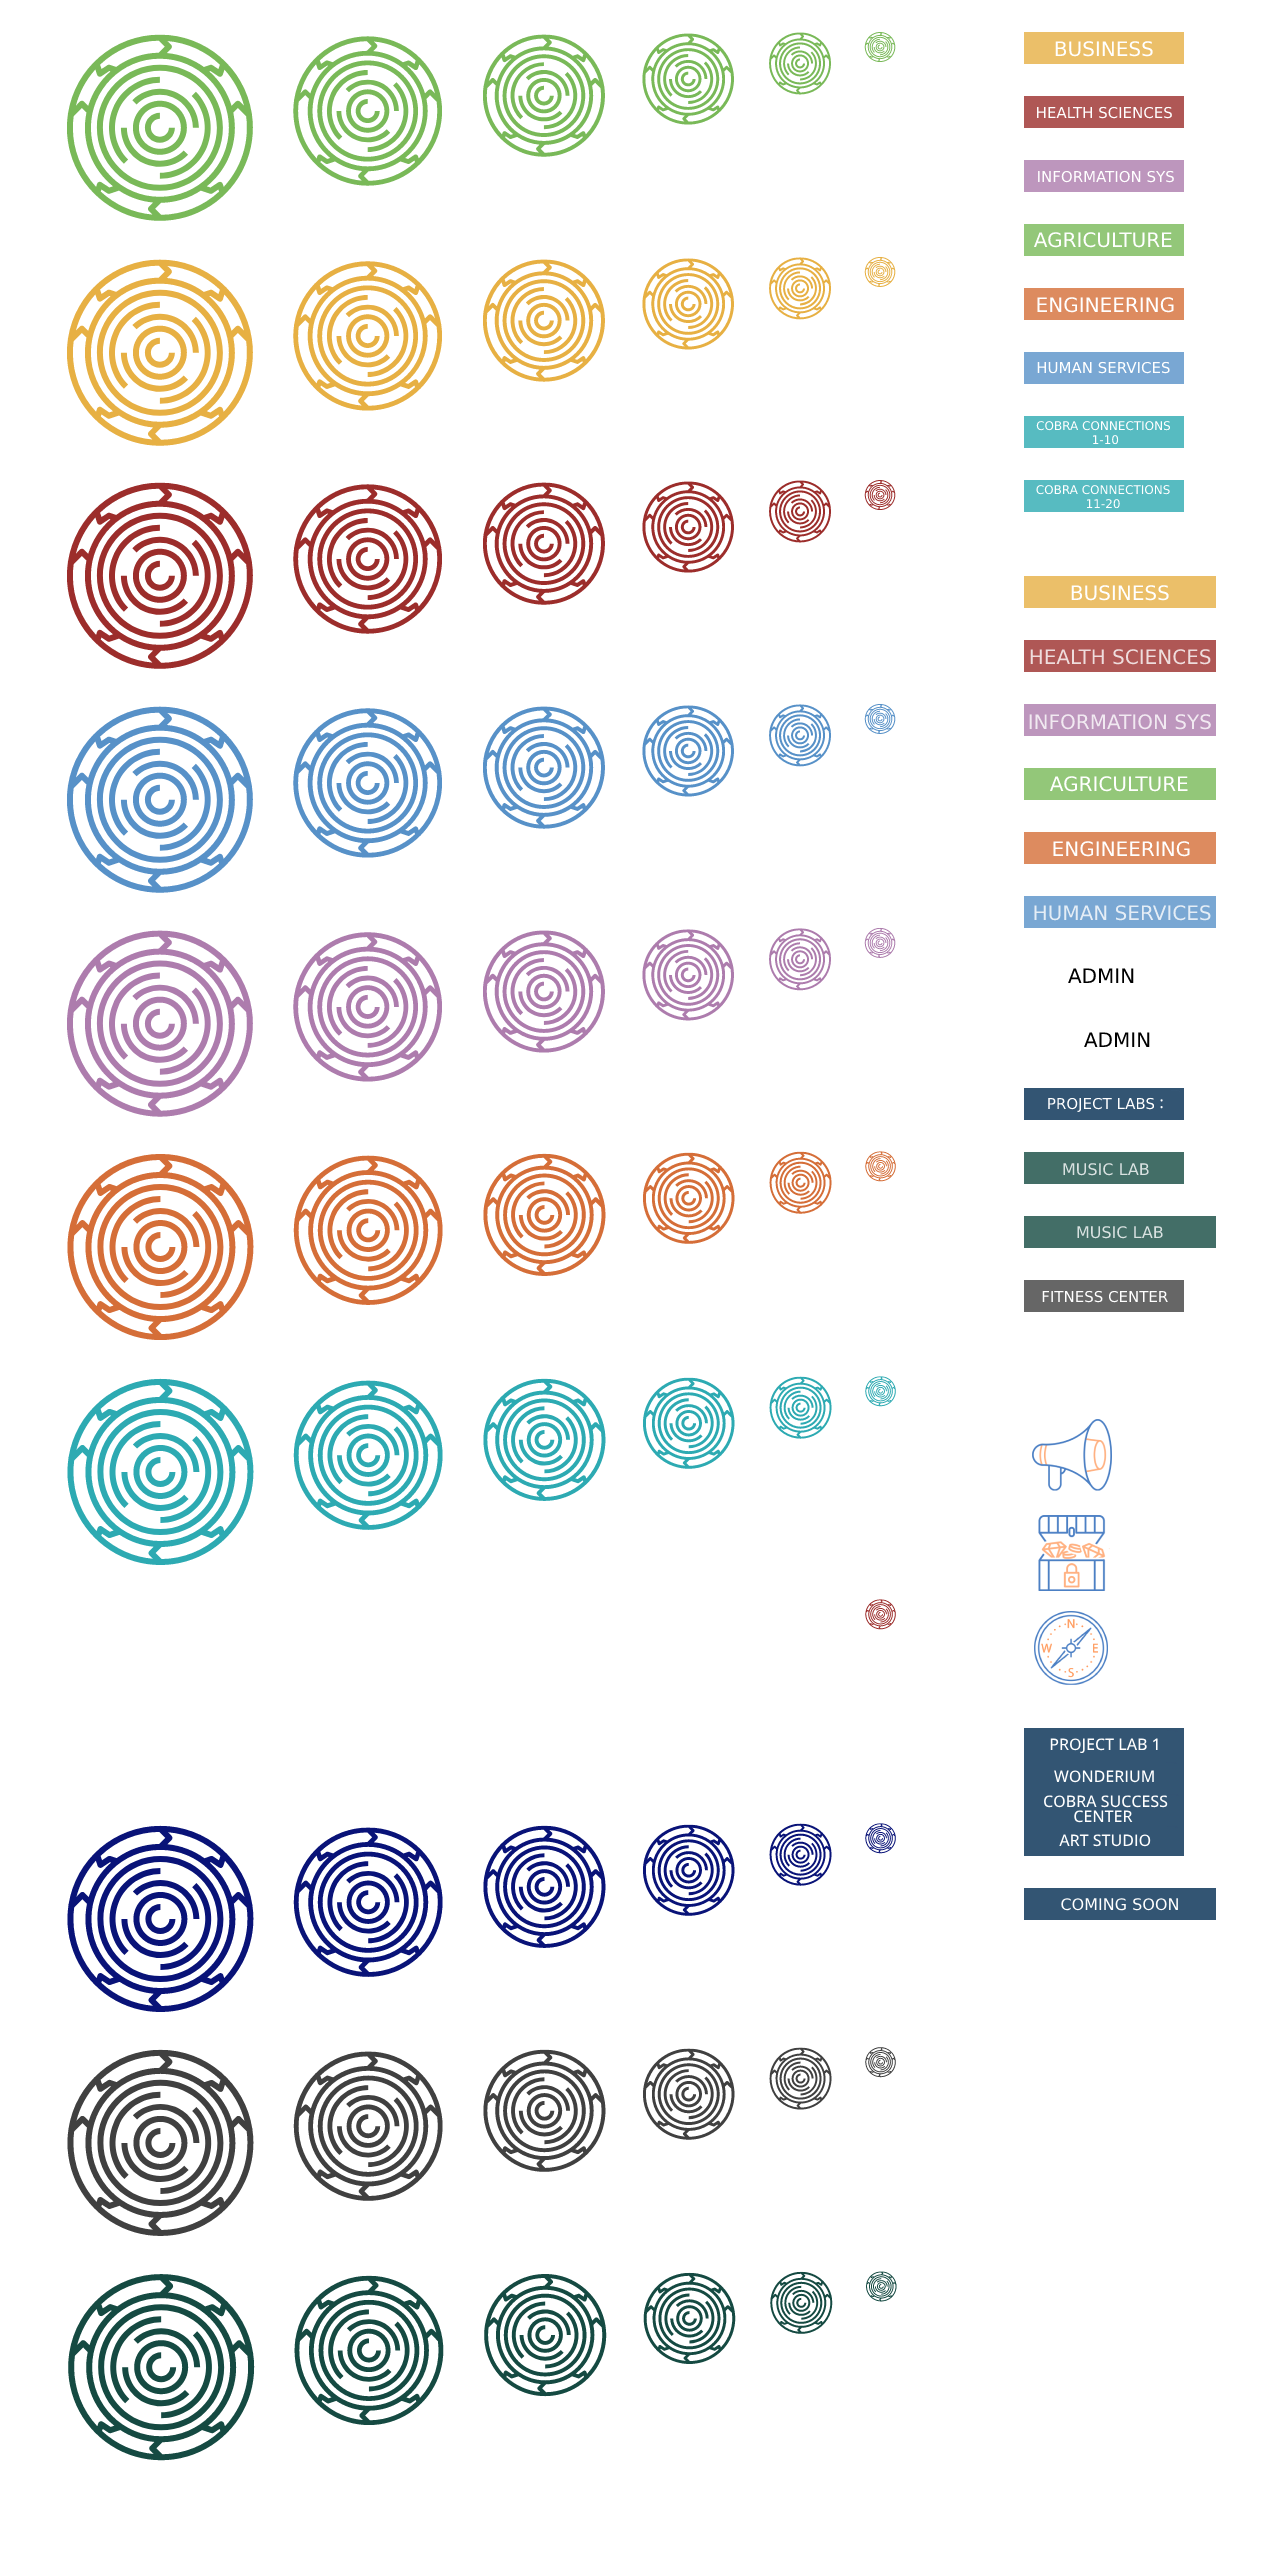 BUSINESS
HEALTH SCIENCES
INFORMATION SYS
AGRICULTURE
ENGINEERING
HUMAN SERVICES
COBRA CONNECTIONS
1-10
COBRA CONNECTIONS
11-20
BUSINESS
HEALTH SCIENCES
INFORMATION SYS
AGRICULTURE
ENGINEERING
HUMAN SERVICES
ADMIN
ADMIN
PROJECT LABS :
MUSIC LAB
MUSIC LAB
FITNESS CENTER
N
W E
S
PROJECT LAB 1
WONDERIUM
COBRA SUCCESS
CENTER
ART STUDIO
COMING SOON